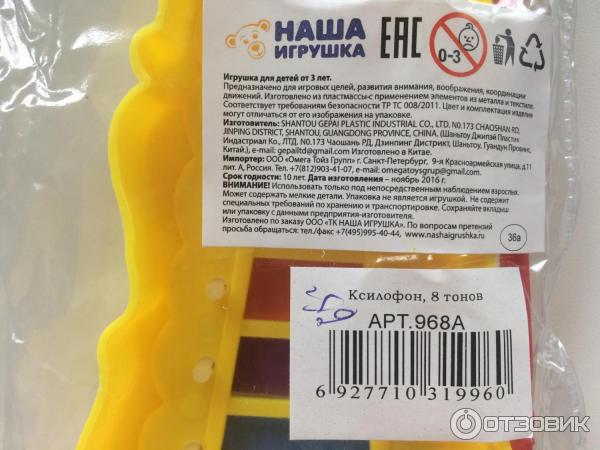 НАША
ИГРУШКА
EAC
0-3
Игрушка для детей от 3 лет.
Предназначено для игровых целей, развития внимания, воображения, координации
движений. Изготовлено из пластмассы с применением элементов из металла и текстиля.
Соответствует требованиям безопасности ТР ТС 008/2011. Цвет и комплектация изделия
могут отличаться от его изображения на упаковке.
Изготовитель: SHANTOU GEPAI PLASTIC INDUSTRIAL CO., LTD. NO.173 CHAOSHAN RD,
JINPING DISTRICT, SHANTOU, GUANGDONG PROVINCE, CHINA. (Шаньтоу Джипай Пластик
Индастриал Ко., ЛТД, No.173 Чаошань РД, Дзинпинг Дистрикт, Шаньтоу, Гуандун Провинс,
Китай.), e-mail: gepailtd@gmail.com. Изготовлено в Китае.
Импортер: ООО «Омега Тойз Групп» г. Санкт-Петербург, 9-я Красноармейская улица, д.11
лит. А, Россия. Тел. +7(812)903-41-07, e-mail: omegatoysgrup@gmail.com
Срок годности: 10 лет. Дата изготовления – ноябрь 2016 г.
ВНИМАНИЕ! Использовать только под непосредственным наблюдением взрослых.
Может содержать мелкие детали. Упаковка не является игрушкой. Не содержит
специальных требований по хранению и транспортировке. Сохраняйте вкладыш
или упаковку с данными предприятия-изготовителя.
Изготовлено по заказу ООО «ТК НАША ИГРУШКА». По вопросам претензий
просьба обращаться: тел./факс +7(495)995-40-44, www.nashaigrushka.ru
36а
Ксилофон, 8 тонов
АРТ.968А
6 927710 319960
ОТЗОВИК